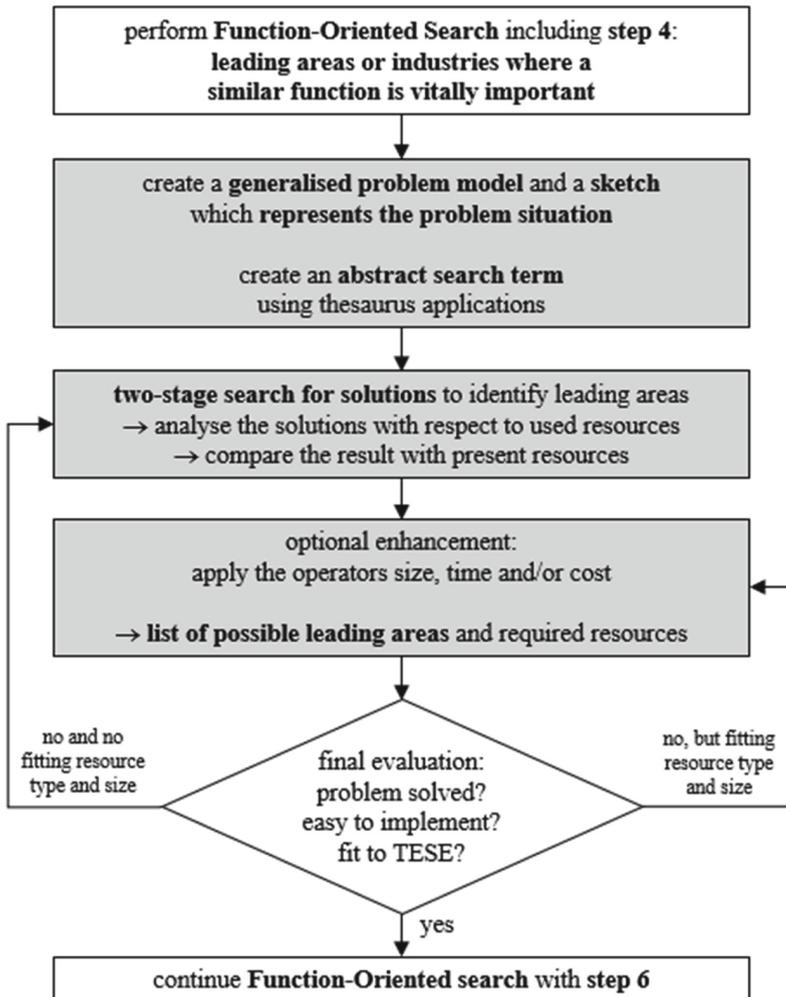 perform Function-Oriented Search including step 4:
leading areas or industries where a
similar function is vitally important
create a generalised problem model and a sketch
which represents the problem situation
create an abstract search term
using thesaurus applications
two-stage search for solutions to identify leading areas
→ analyse the solutions with respect to used resources
→ compare the result with present resources
optional enhancement:
apply the operators size, time and/or cost
→ list of possible leading areas and required resources
no and no
fitting resource
type and size
final evaluation:
problem solved?
easy to implement?
fit to TESE?
no, but fitting
resource type
and size
yes
continue Function-Oriented search with step 6